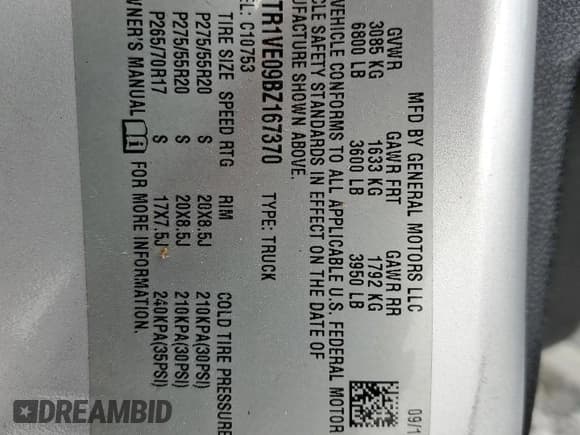 MFD BY GENERAL MOTORS LLC 09/1
GVWR GAWR FRT GAWR RR
3085 KG 1633 KG 1792 KG
6800 LB 3600 LB 3950 LB
VEHICLE CONFORMS TO ALL APPLICABLE U.S. FEDERAL MOTOR
CLE SAFETY STANDARDS IN EFFECT ON THE DATE OF
UFACTURE SHOWN ABOVE.
TR1VE09BZ167370 TYPE: TRUCK
EL: C10753
TIRE SIZE SPEED RTG RIM COLD TIRE PRESSURE
P275/55R20 S 20X8.5J 210KPA(30PSI)
P275/55R20 S 20X8.5J 210KPA(30PSI)
P265/70R17 S 17X7.5J 240KPA(35PSI)
WNER'S MANUAL i FOR MORE INFORMATION.
DREAMBID